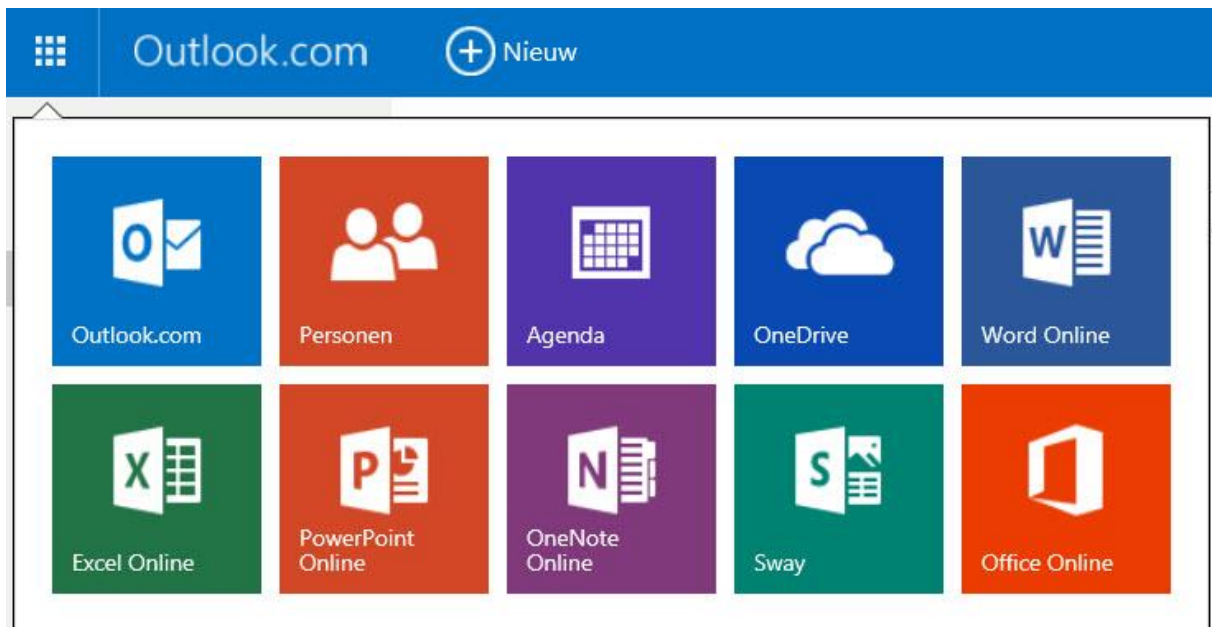 Outlook.com
Nieuw
Outlook.com
Personen
Agenda
OneDrive
Word Online
Excel Online
PowerPoint
Online
OneNote
Online
Sway
Office Online